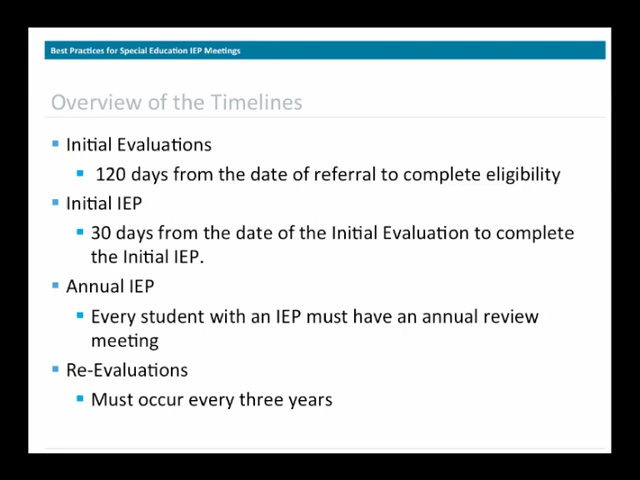 Best Practices for Special Education IEP Meetings
Overview of the Timelines
Initial Evaluations
120 days from the date of referral to complete eligibility
Initial IEP
30 days from the date of the Initial Evaluation to complete
the Initial IEP.
Annual IEP
Every student with an IEP must have an annual review
meeting
Re-Evaluations
Must occur every three years